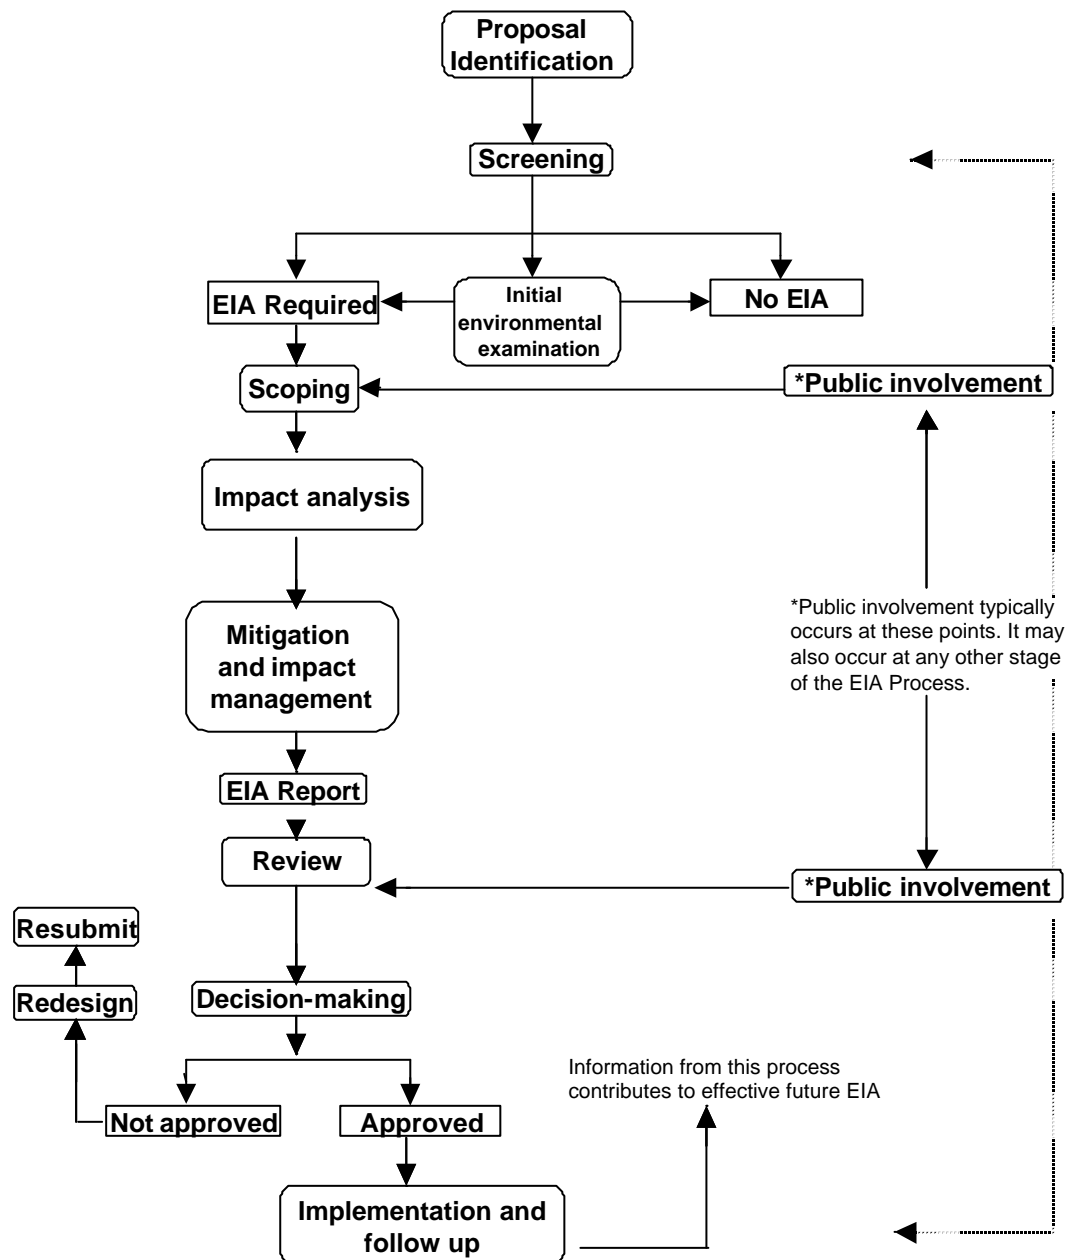 Proposal
Identification
Screening
EIA Required
Initial
environmental
examination
No EIA
Scoping
*Public involvement
Impact analysis
*Public involvement typically
occurs at these points. It may
also occur at any other stage
of the EIA Process.
Mitigation
and impact
management
EIA Report
Review
*Public involvement
Resubmit
Redesign
Decision-making
Information from this process
contributes to effective future EIA
Not approved
Approved
Implementation and
follow up